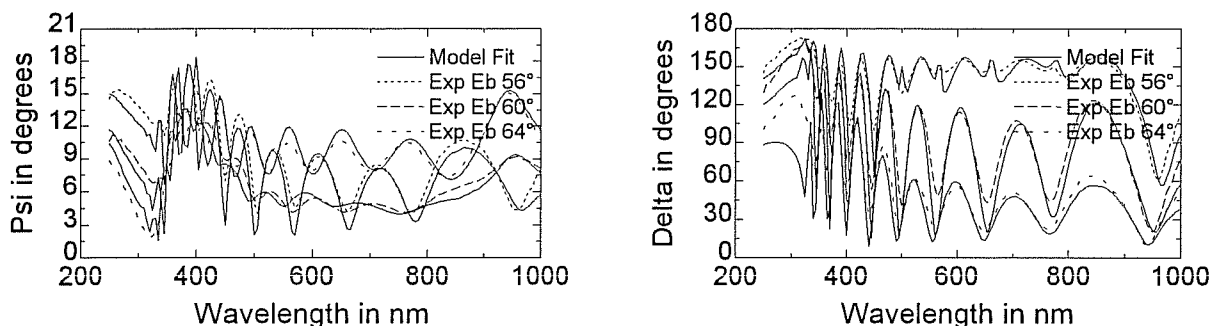 21
18
15
12
9
6
3
0
Psi in degrees
Model Fit
Exp Eb 56°
Exp Eb 60°
Exp Eb 64°
200 400 600 800 1000
Wavelength in nm
180
150
120
90
60
30
0
Delta in degrees
Model Fit
Exp Eb 56°
Exp Eb 60°
Exp Eb 64°
200 400 600 800 1000
Wavelength in nm